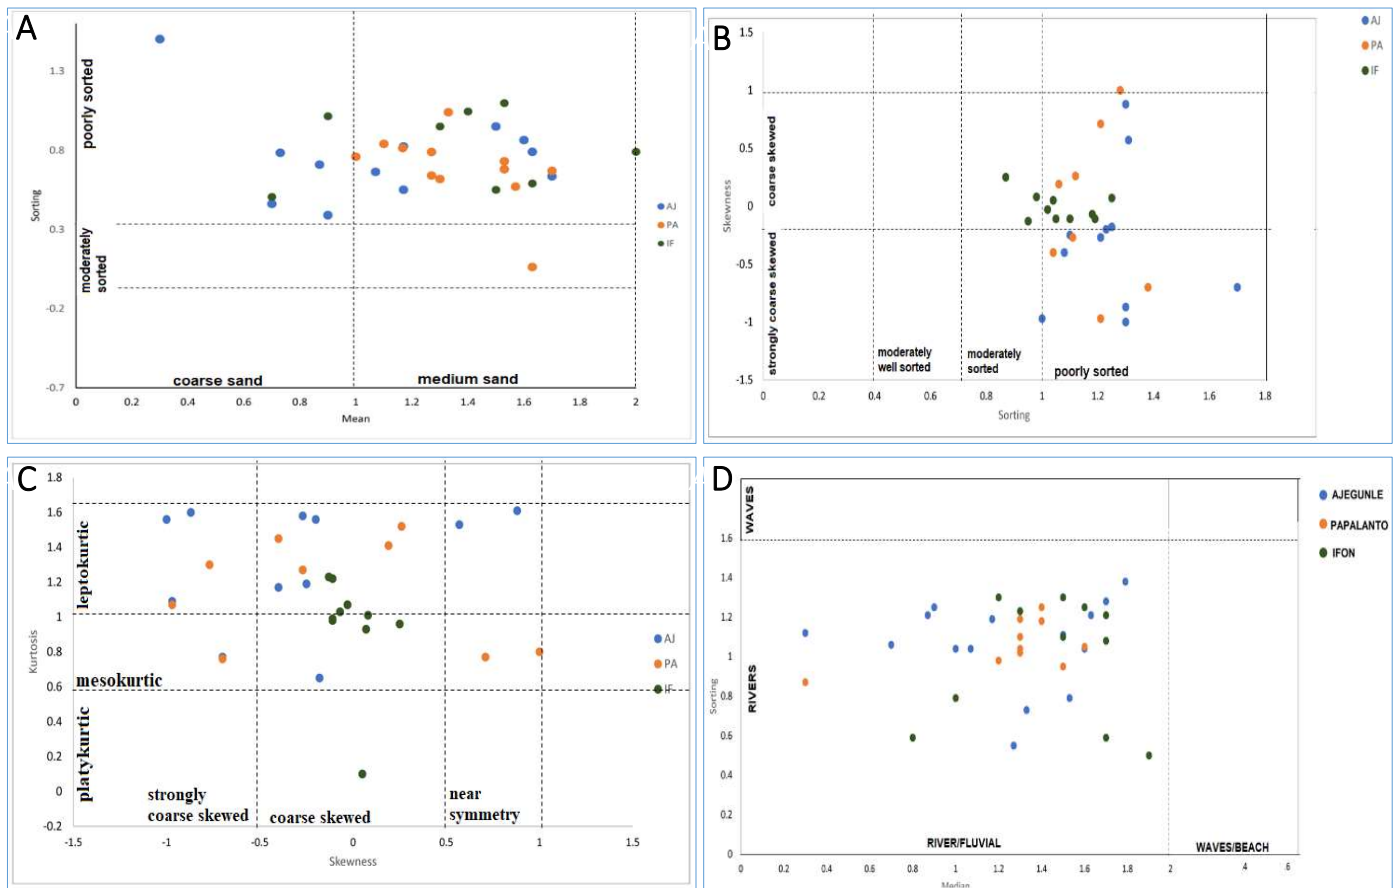 A
poorly sorted
moderately
sorted
Sorting
1.3
0.8
0.3
-0.2
-0.7
coarse sand
medium sand
0
0.2
0.4
0.6
0.8
1
1.2
1.4
1.6
1.8
2
Mean
AJ
PA
IF
B
Skewness
1.5
1
0.5
0
-0.5
-1
-1.5
coarse skewed
strongly coarse skewed
moderately
well sorted
moderately
sorted
poorly sorted
0
0.2
0.4
0.6
0.8
1
1.2
1.4
1.6
1.8
Sorting
AJ
PA
IF
C
Kurtosis
1.8
1.6
1.4
1.2
1
0.8
0.6
0.4
0.2
0
-0.2
leptokurtic
mesokurtic
platykurtic
strongly
coarse skewed
coarse skewed
near
symmetry
-1.5
-1
-0.5
0
0.5
1
1.5
Skewness
AJ
PA
IF
D
WAVES
RIVERS
Sorting
1.6
1.4
1.2
1
0.8
0.6
0.4
0.2
0
RIVER/FLUVIAL
WAVES/BEACH
0
0.2
0.4
0.6
0.8
1
1.2
1.4
1.6
1.8
2
.4
.6
Median
AJEGUNLE
PAPALANTO
IFON